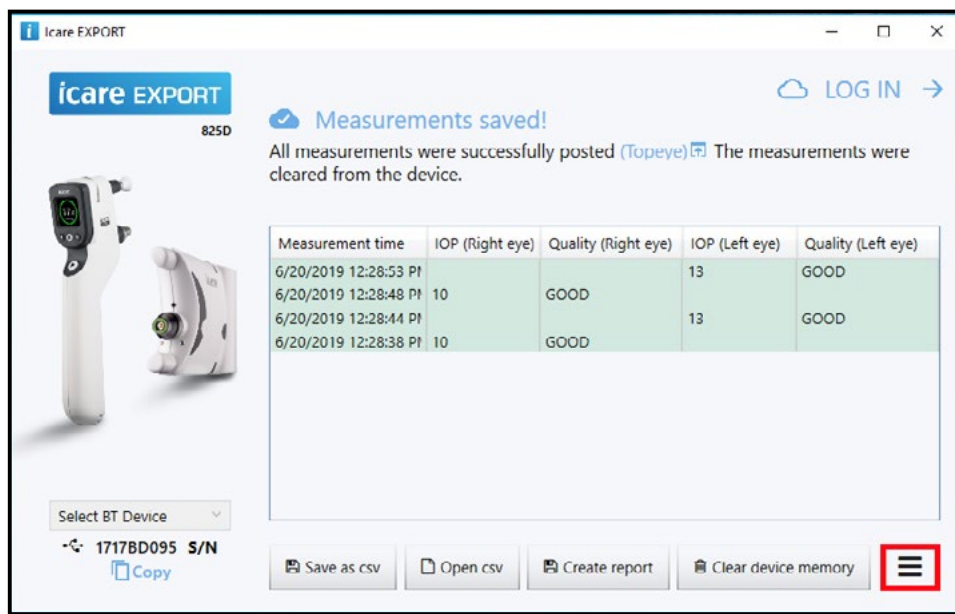 Icare EXPORT
icare EXPORT
825D
LOG IN
Measurements saved!
All measurements were successfully posted (Topeye) The measurements were
cleared from the device.
Measurement time IOP (Right eye) Quality (Right eye) IOP (Left eye) Quality (Left eye)
6/20/2019 12:28:53 PM 13 GOOD
6/20/2019 12:28:48 PM 10 GOOD
6/20/2019 12:28:44 PM 13 GOOD
6/20/2019 12:28:38 PM 10 GOOD
Select BT Device
1717BD095 S/N
Copy
Save as csv Open csv Create report Clear device memory